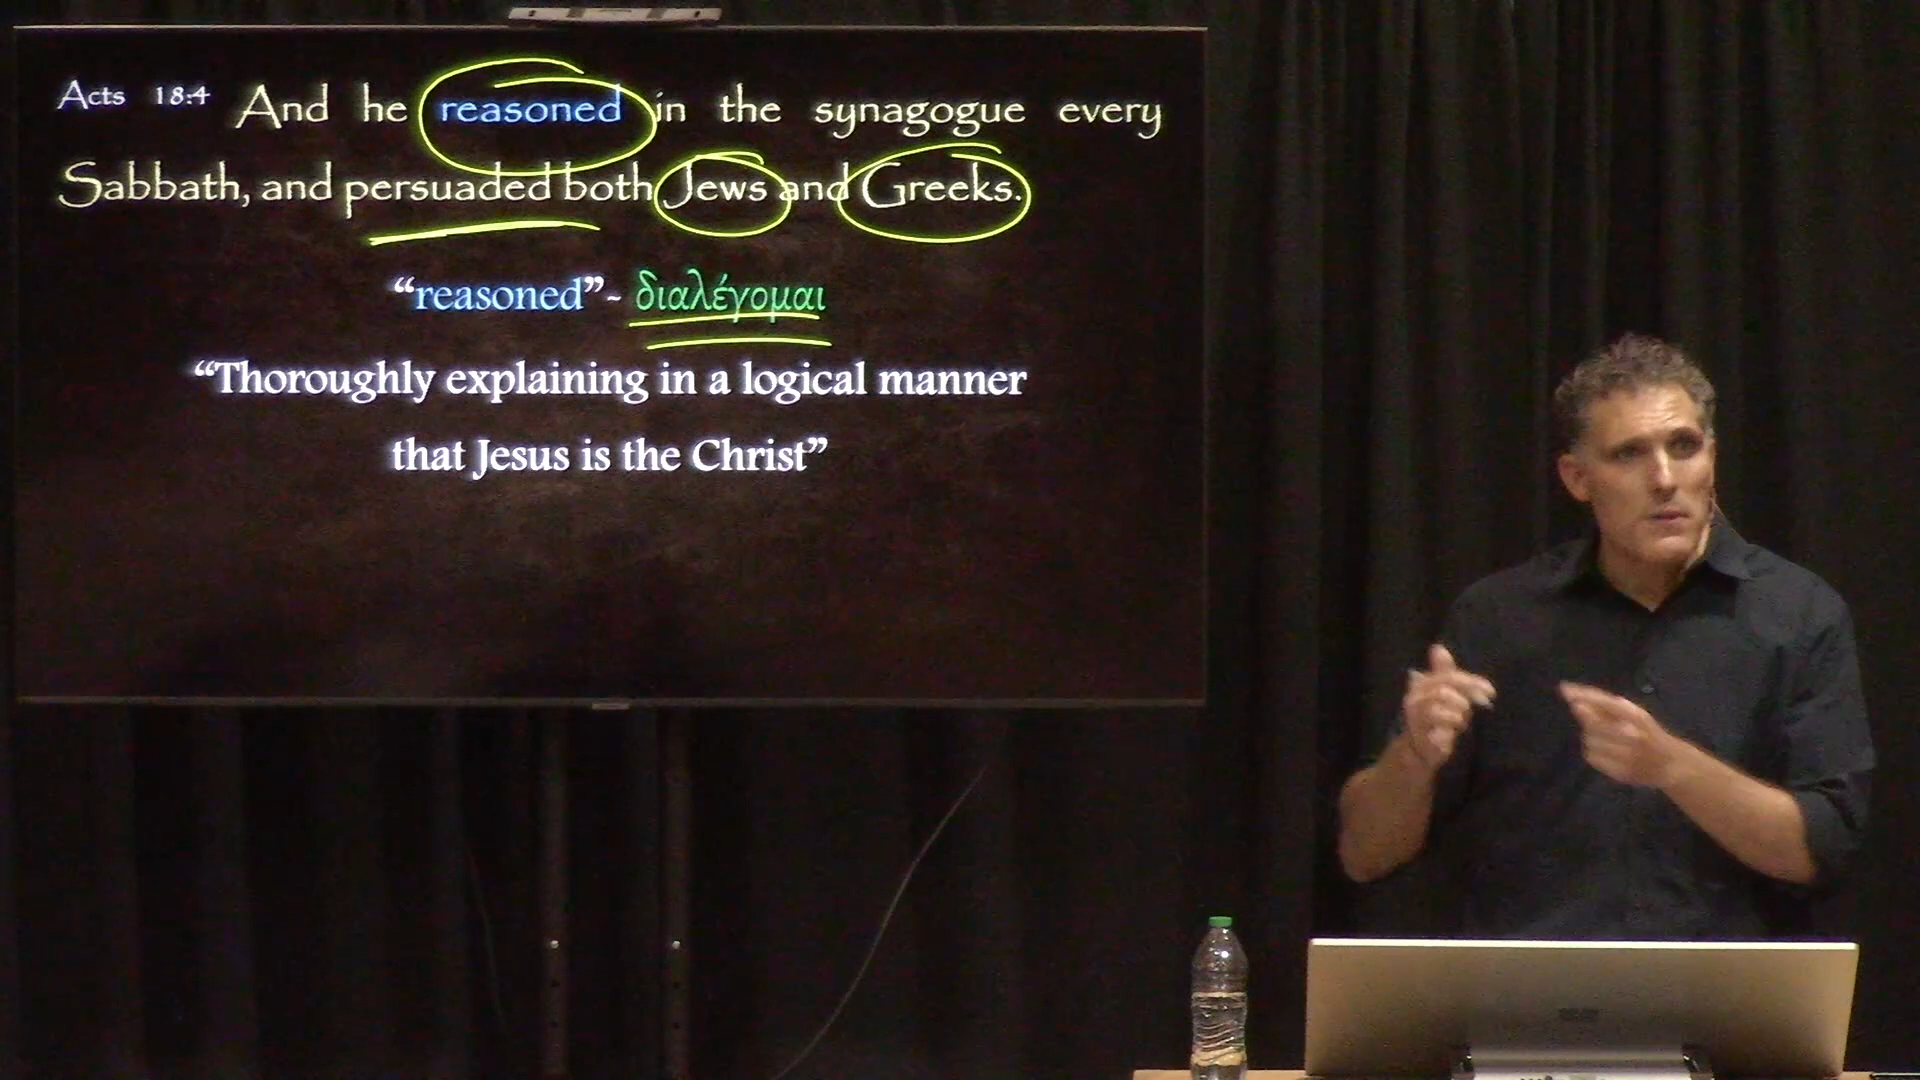 Acts 18:4 And he reasoned in the synagogue every
Sabbath, and persuaded both Jews and Greeks.
“reasoned”- διαλέγομαι
“Thoroughly explaining in a logical manner
that Jesus is the Christ”